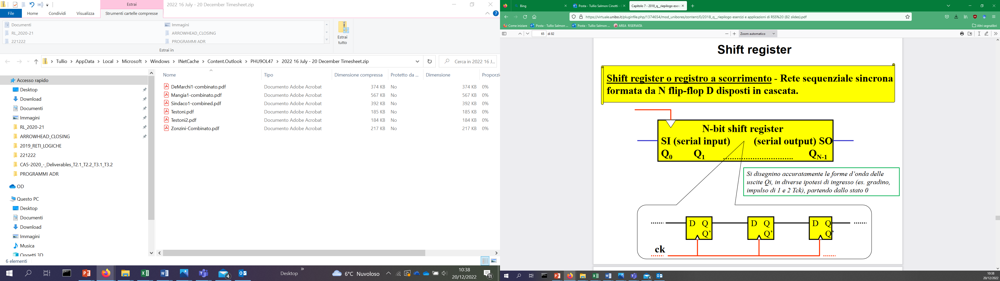 Estrai
2022 16 July - 20 December Timesheet.zip
File
Home
Condividi
Visualizza
Strumenti cartelle compresse
Documenti
Immagini
RL_2020-21
ARROWHEAD_CLOSING
221222
PROGRAMMI ADR
Estrai tutto
Estrai in
Tullio > AppData > Local > Microsoft > Windows > INetCache > Content.Outlook > PHU9OL47 > 2022 16 July - 20 December Timesheet.zip
Cerca in 2022 16 J...
Nome Tipo Dimensione compressa Protetto da ... Dimensione Proporzi
DeMarchi1-combinato.pdf Documento Adobe Acrobat 374 KB No 374 KB 0%
Mangia1-combinato.pdf Documento Adobe Acrobat 567 KB No 567 KB 0%
Sindaco1-combined.pdf Documento Adobe Acrobat 392 KB No 392 KB 0%
Testoni.pdf Documento Adobe Acrobat 185 KB No 185 KB 0%
Testoni2.pdf Documento Adobe Acrobat 184 KB No 184 KB 0%
Zonzini-Combinato.pdf Documento Adobe Acrobat 217 KB No 217 KB 0%
Accesso rapido
Desktop
Download
Documenti
Immagini
RL_2020-21
ARROWHEAD_CLOSING
2019_RETI_LOGICHE
221222
CA5-2020_-_Deliverables_T2.1_T2.2_T3.1_T3.2
PROGRAMMI ADR
OD
Questo PC
Desktop
Documenti
Download
Immagini
Musica
Oggetti 3D
6 elementi
Desktop
4
6°C Nuvoloso
10:38
20/12/2022
11
Bing
Posta - Tullio Salmon Cinotti -
Capitolo 7 - 2018_q__riepilogo eserc
https://virtuale.unibo.it/pluginfile.php/1374654/mod_unibores/content/0/2018_q__riepilogo esercizi e applicazioni di RSS%20 (82 slides).pdf
Come iniziare
Posta - Tullio Salmon ...
Posta - Tullio Salmon ...
AREA RISERVATA
Altri segnalibri
65 di 82
Zoom automatico
Shift register
Shift register o registro a scorrimento - Rete sequenziale sincrona
formata da N flip-flop D disposti in cascata.
N-bit shift register
SI (serial input) (serial output) SO
Q0 Q1 ............................... QN-1
Si disegnino accuratamente le forme d’onda delle
uscite Qi, in diverse ipotesi di ingresso (es. gradino,
impulso di 1 e 2 Tck), partendo dallo stato 0
D Q D Q D Q
Q’ Q’ Q’
ck
4
10:38
20/12/2022